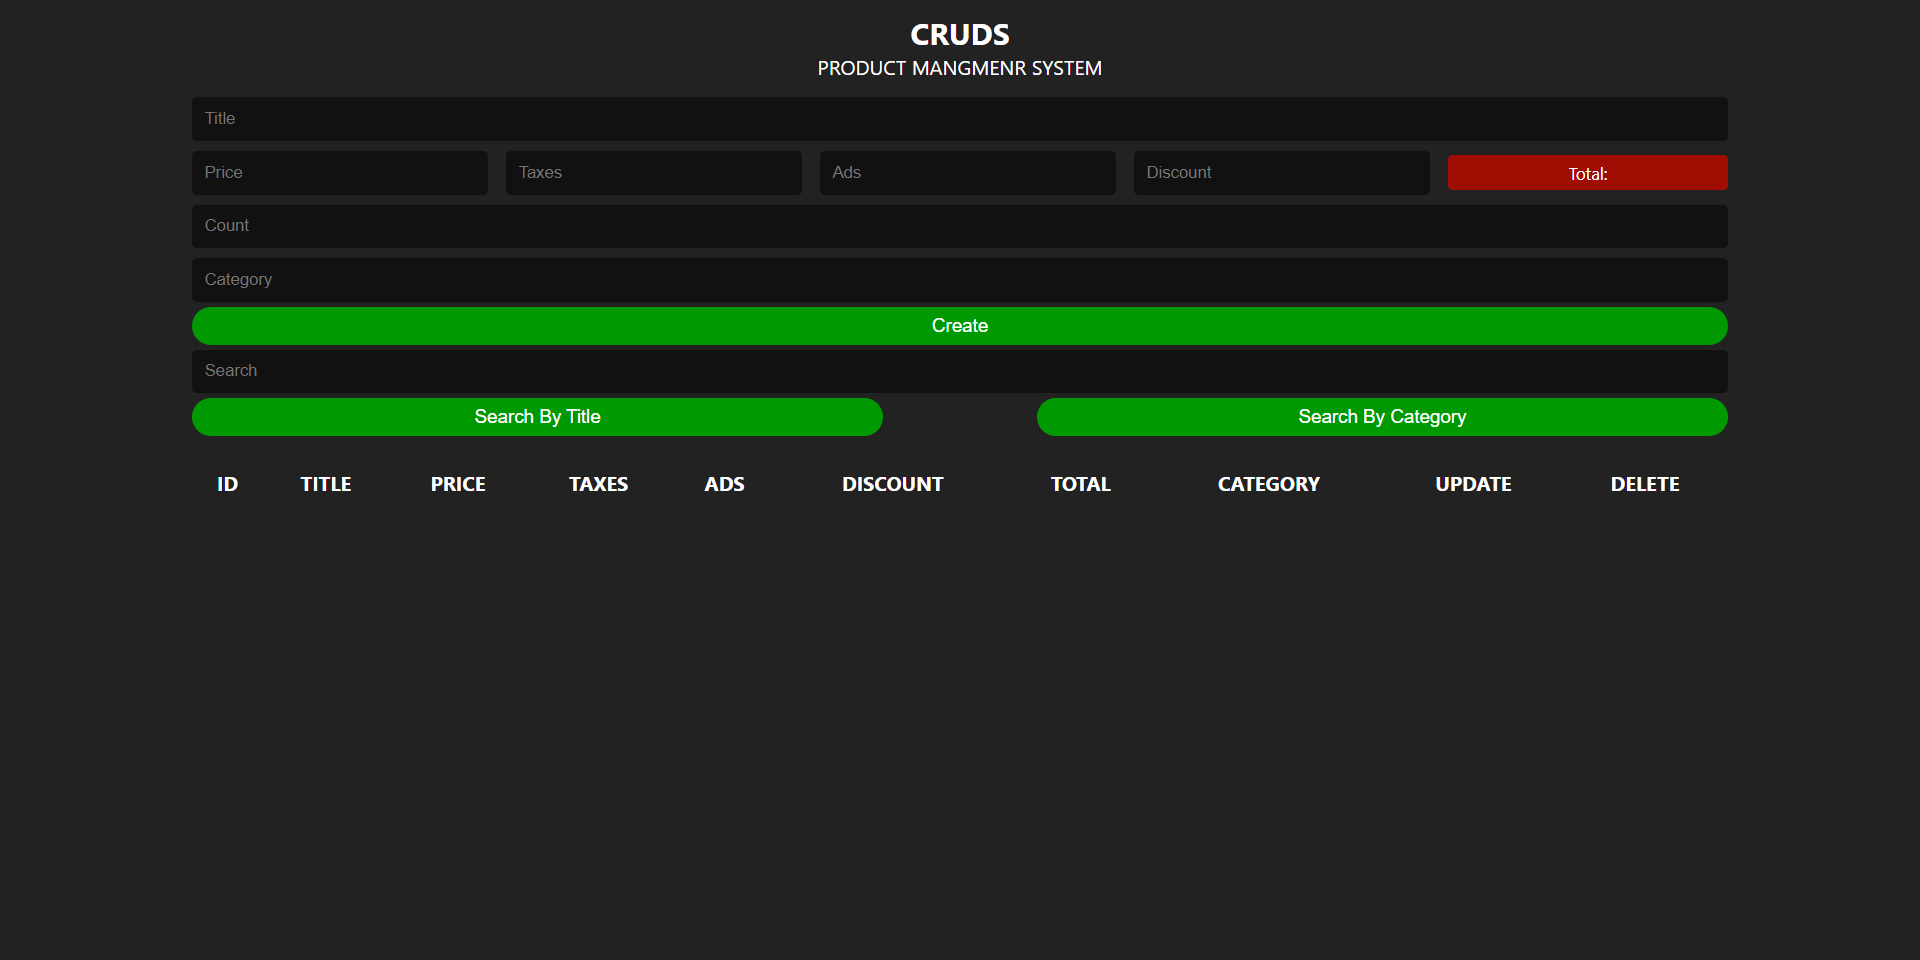 CRUDS
PRODUCT MANGMENR SYSTEM
Title
Price Taxes Ads Discount Total:
Count
Category
Create
Search
Search By Title Search By Category
ID TITLE PRICE TAXES ADS DISCOUNT TOTAL CATEGORY UPDATE DELETE